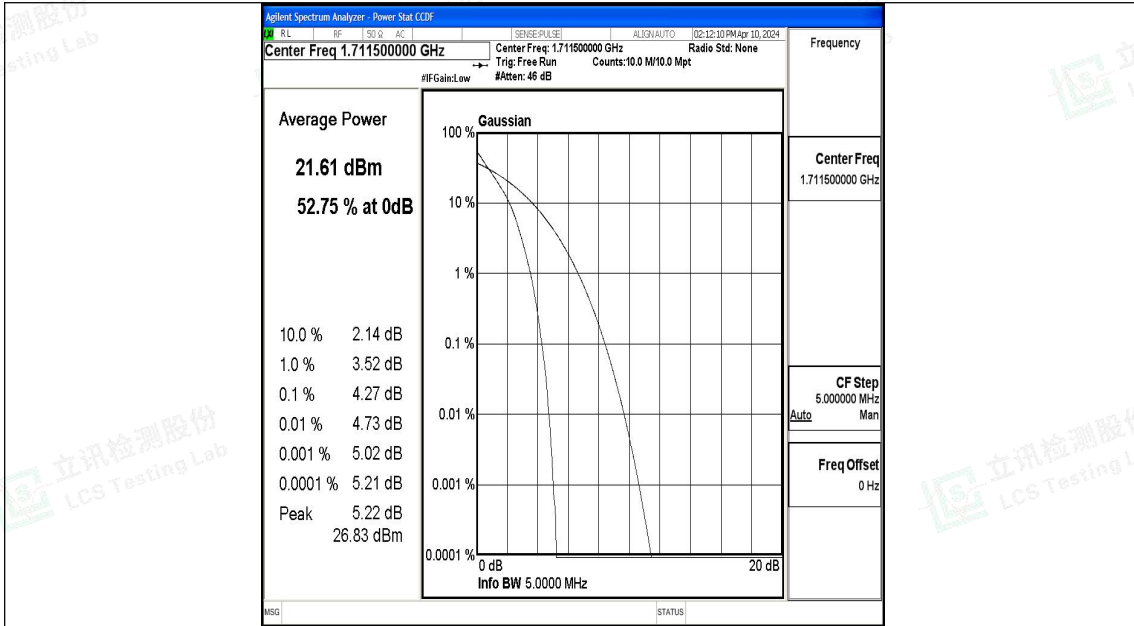 Agilent Spectrum Analyzer - Power Stat CCDF
LXI RL RF 50 Ω AC SENSE:PULSE ALIGN AUTO 02:12:10 PM Apr 10, 2024
Center Freq 1.711500000 GHz
Center Freq: 1.711500000 GHz Radio Std: None
Trig: Free Run Counts:10.0 M/10.0 Mpt
#IFGain:Low #Atten: 46 dB
Frequency
Average Power
21.61 dBm
52.75 % at 0dB
10.0 % 2.14 dB
1.0 % 3.52 dB
0.1 % 4.27 dB
0.01 % 4.73 dB
0.001 % 5.02 dB
0.0001 % 5.21 dB
Peak 5.22 dB
26.83 dBm
Gaussian
100 %
10 %
1 %
0.1 %
0.01 %
0.001 %
0.0001 %
0 dB 20 dB
Info BW 5.0000 MHz
Center Freq
1.711500000 GHz
CF Step
5.000000 MHz
Auto Man
Freq Offset
0 Hz
MSG STATUS
立讯检测股份
LCS Testing Lab
立讯检测股份
LCS Testing L
测股份
sting Lab